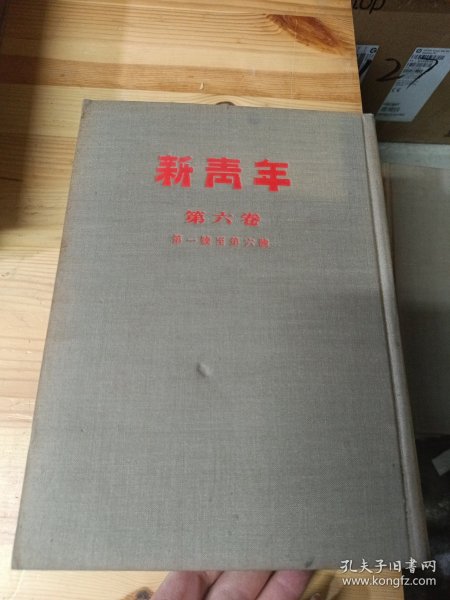 新青年
第六卷
第一號至第六號
27
孔夫子旧书网
www.kongfz.com